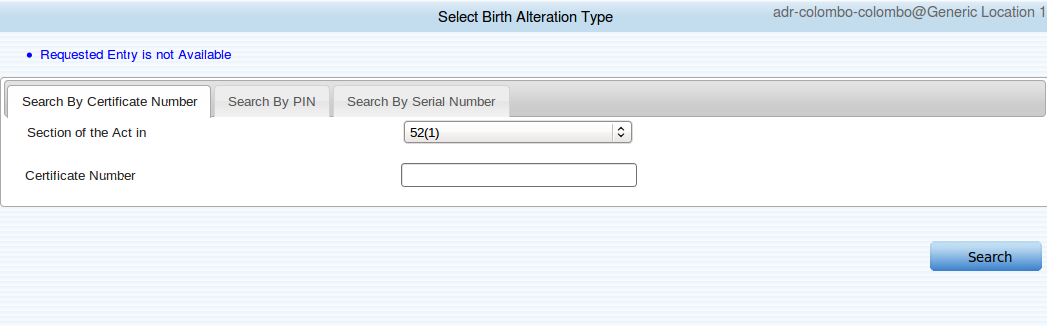 Select Birth Alteration Type
adr-colombo-colombo@Generic Location 1
Requested Entry is not Available
Search By Certificate Number Search By PIN Search By Serial Number
Section of the Act in 52(1)
Certificate Number
Search